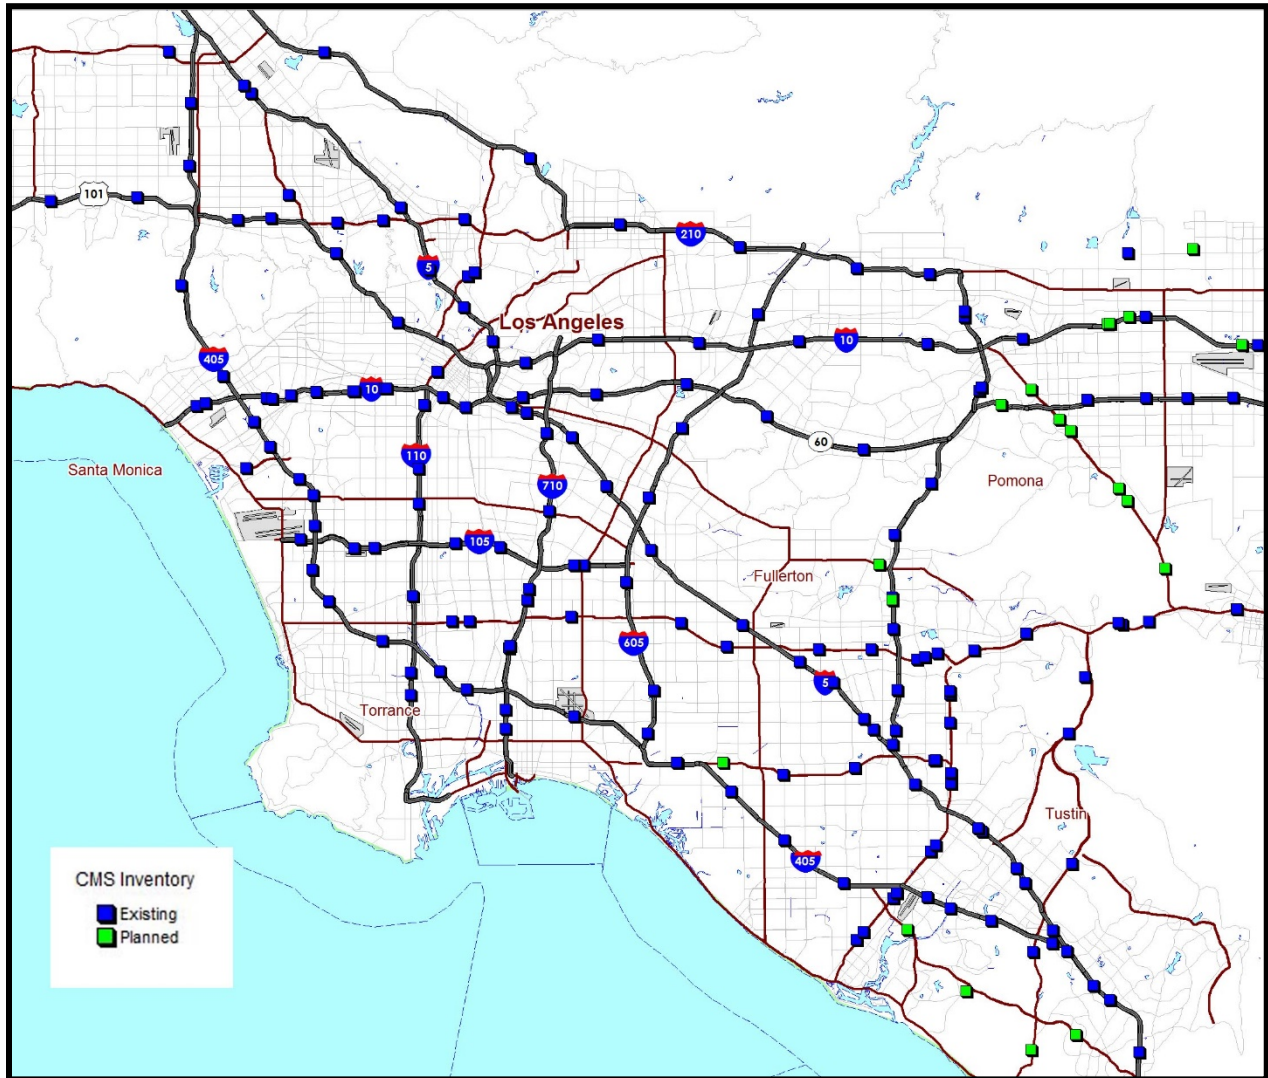 101
210
5
Los Angeles
405
10
10
60
110
Santa Monica
710
Pomona
105
Fullerton
605
5
Torrance
Tustin
405
CMS Inventory
Existing
Planned